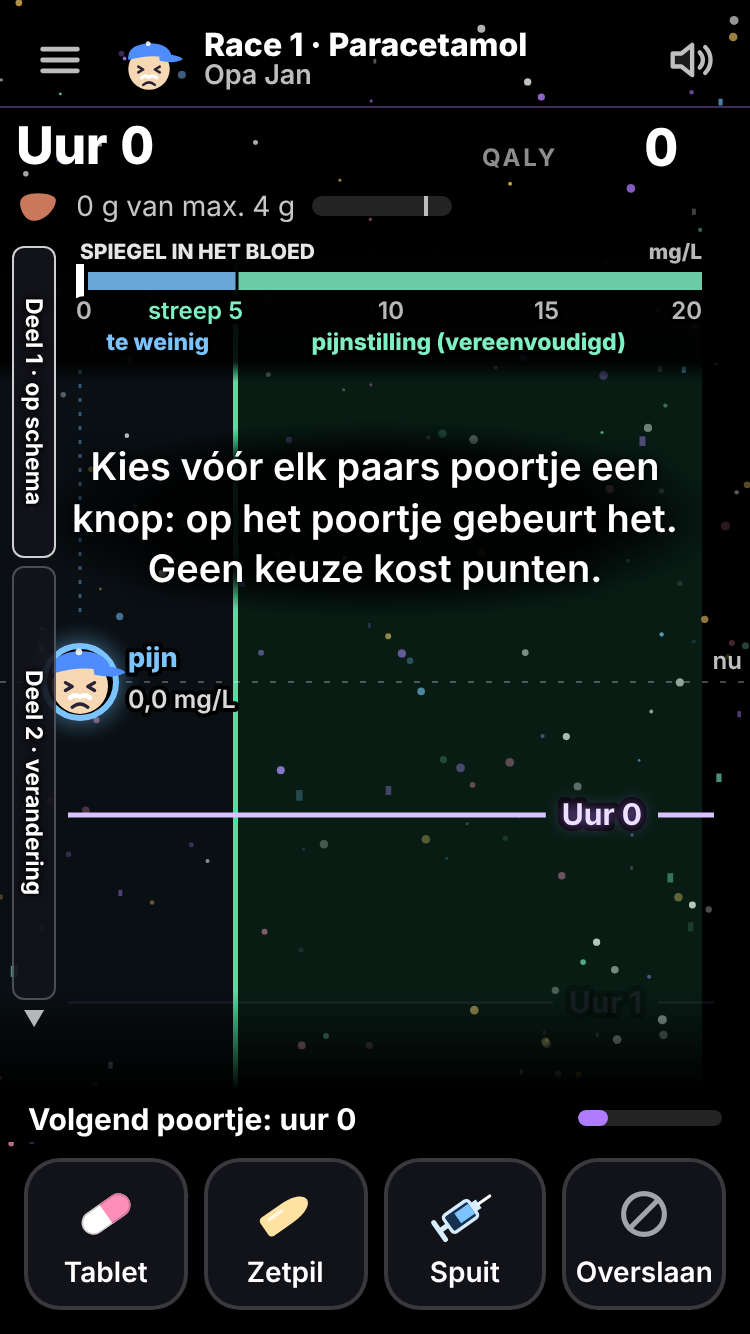 Race 1 · Paracetamol
Opa Jan
Uur 0
QALY
0
0 g van max. 4 g
SPIEGEL IN HET BLOED
mg/L
0
streep 5
10
15
20
te weinig
pijnstilling (vereenvoudigd)
Deel 1 · op schema
Kies vóór elk paars poortje een
knop: op het poortje gebeurt het.
Geen keuze kost punten.
Deel 2 · verandering
pijn
0,0 mg/L
nu
Uur 0
Uur 1
Volgend poortje: uur 0
Tablet
Zetpil
Spuit
Overslaan